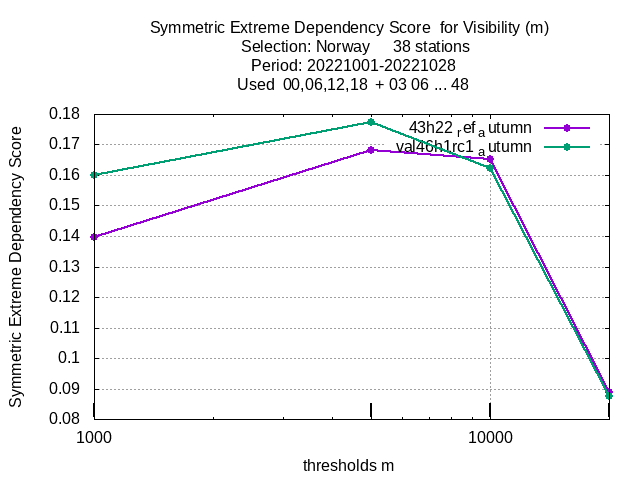 Symmetric Extreme Dependency Score  for Visibility (m)
Selection: Norway     38 stations
Period: 20221001-20221028
Used  00,06,12,18  + 03 06 ... 48
0.18
0.17
0.16
0.15
0.14
0.13
0.12
0.11
0.1
0.09
0.08
Symmetric Extreme Dependency Score
43h22_ref_autumn
val46h1rc1_autumn
1000
10000
thresholds m